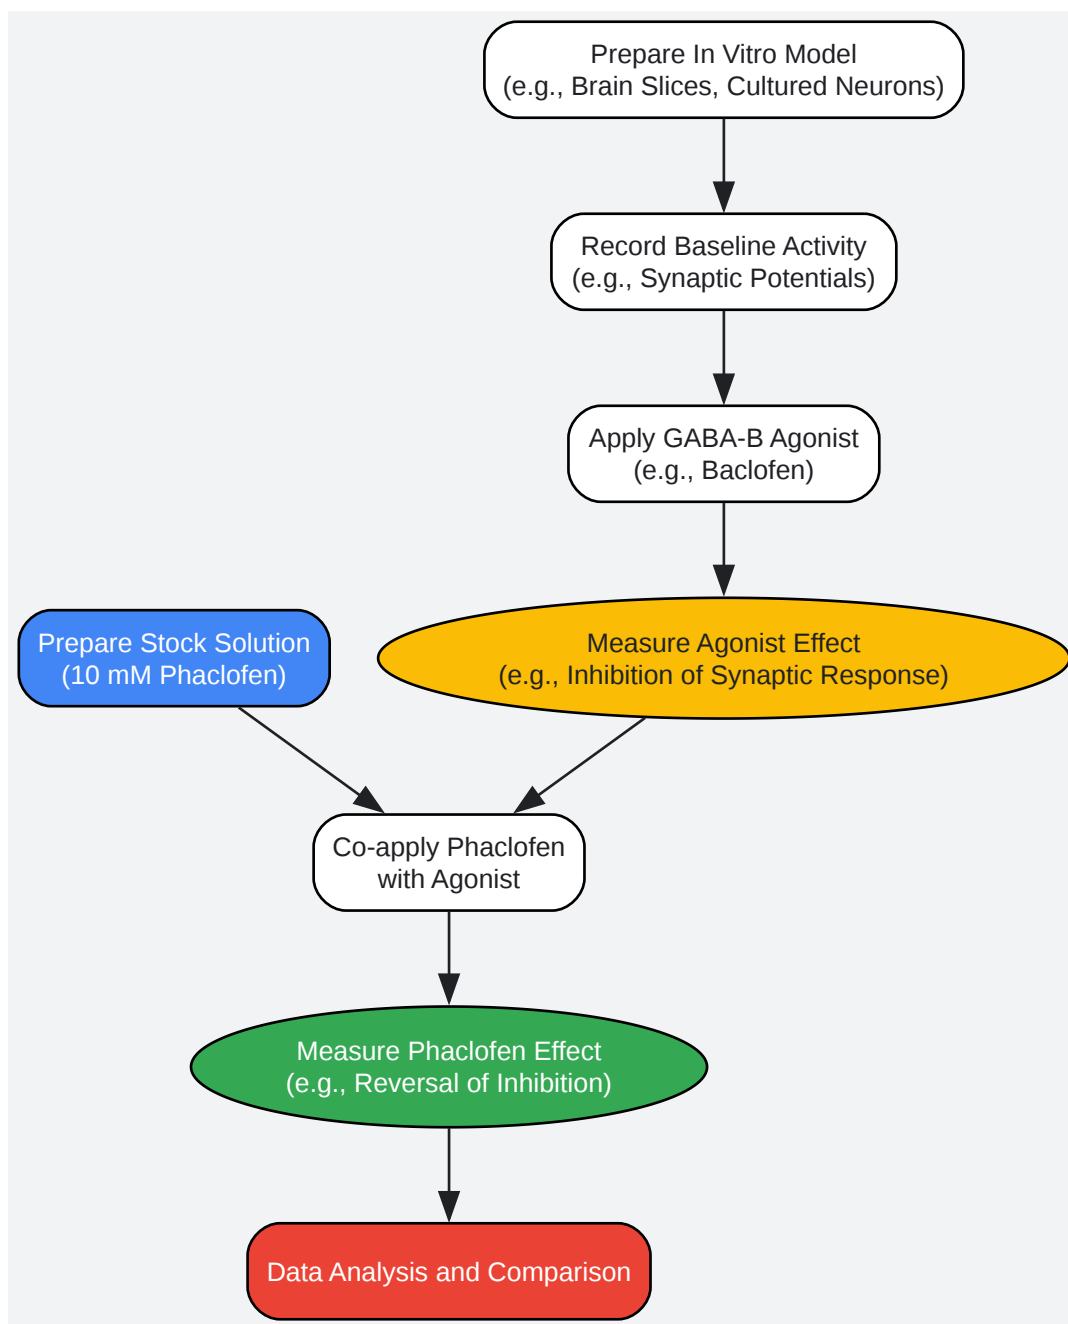 Prepare In Vitro Model
(e.g., Brain Slices, Cultured Neurons)
Record Baseline Activity
(e.g., Synaptic Potentials)
Apply GABA-B Agonist
(e.g., Baclofen)
Prepare Stock Solution
(10 mM Phaclofen)
Measure Agonist Effect
(e.g., Inhibition of Synaptic Response)
Co-apply Phaclofen
with Agonist
Measure Phaclofen Effect
(e.g., Reversal of Inhibition)
Data Analysis and Comparison